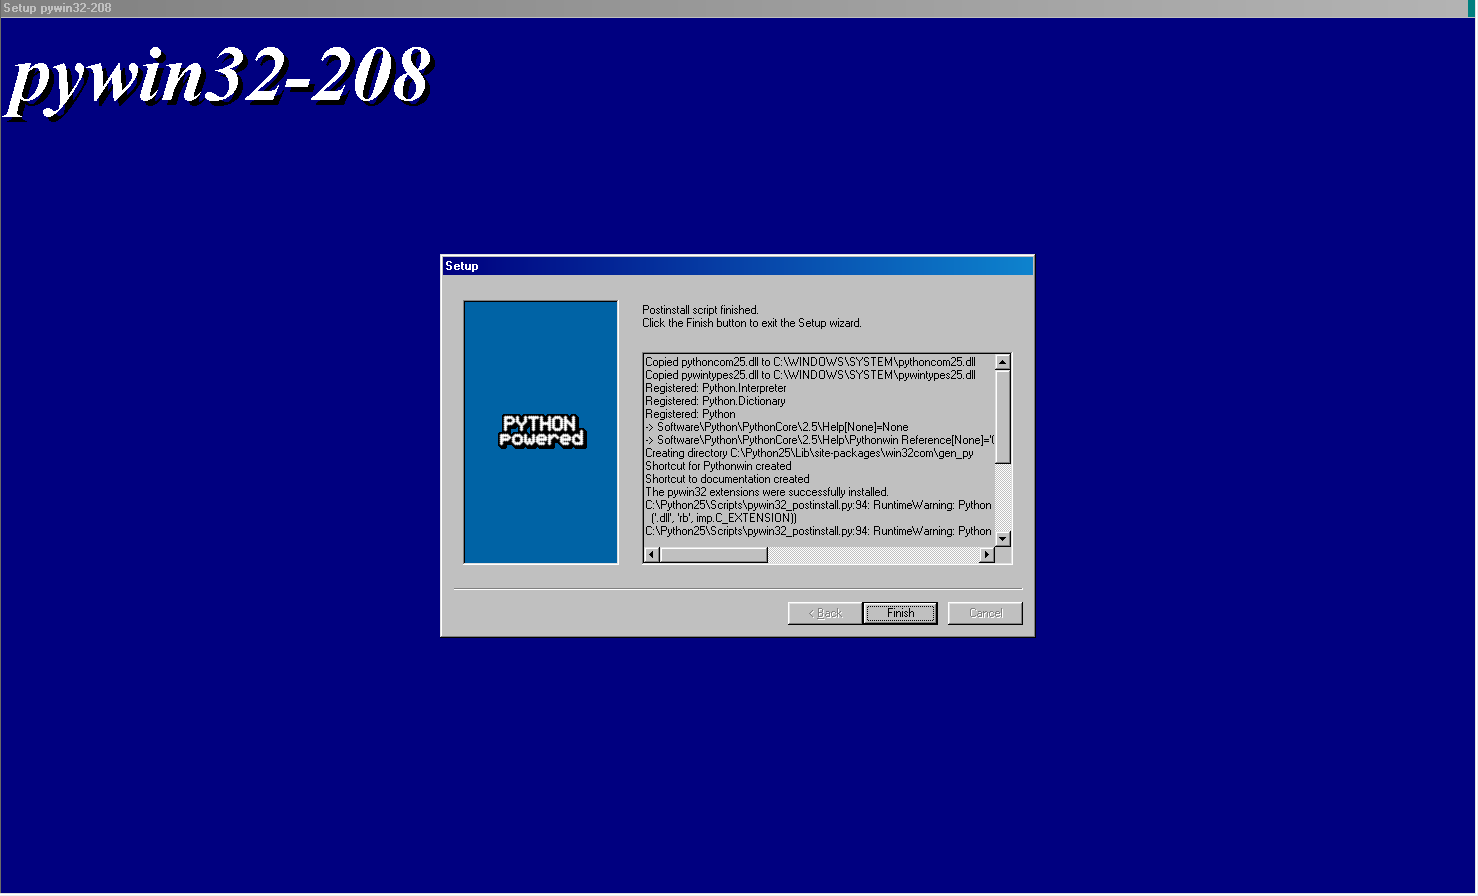 Setup pywin32-208
pywin32-208
Setup
PYTHON
powered
Postinstall script finished.
Click the Finish button to exit the Setup wizard.
Copied pythoncom25.dll to C:\WINDOWS\SYSTEM\pythoncom25.dll
Copied pywintypes25.dll to C:\WINDOWS\SYSTEM\pywintypes25.dll
Registered: Python.Interpreter
Registered: Python.Dictionary
Registered: Python
-> Software\Python\PythonCore\2.5\Help[None]=None
-> Software\Python\PythonCore\2.5\Help\Pythonwin Reference[None]='
Creating directory C:\Python25\Lib\site-packages\win32com\gen_py
Shortcut for Pythonwin created
Shortcut to documentation created
The pywin32 extensions were successfully installed.
C:\Python25\Scripts\pywin32_postinstall.py:94: RuntimeWarning: Python
('.dll', 'rb', imp.C_EXTENSION))
C:\Python25\Scripts\pywin32_postinstall.py:94: RuntimeWarning: Python
< Back
Finish
Cancel